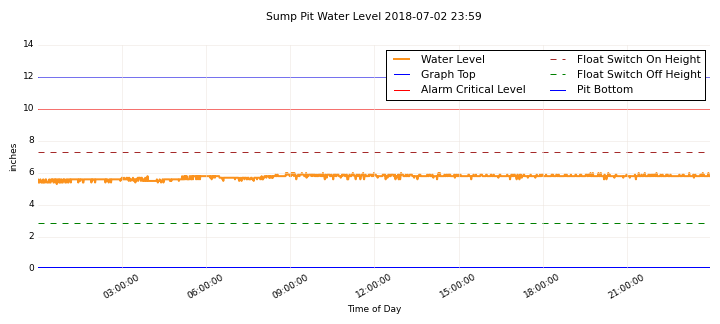 Sump Pit Water Level 2018-07-02 23:59
14
12
10
8
6
4
2
0
inches
Water Level
Graph Top
Alarm Critical Level
Float Switch On Height
Float Switch Off Height
Pit Bottom
03:00:00
06:00:00
09:00:00
12:00:00
15:00:00
18:00:00
21:00:00
Time of Day